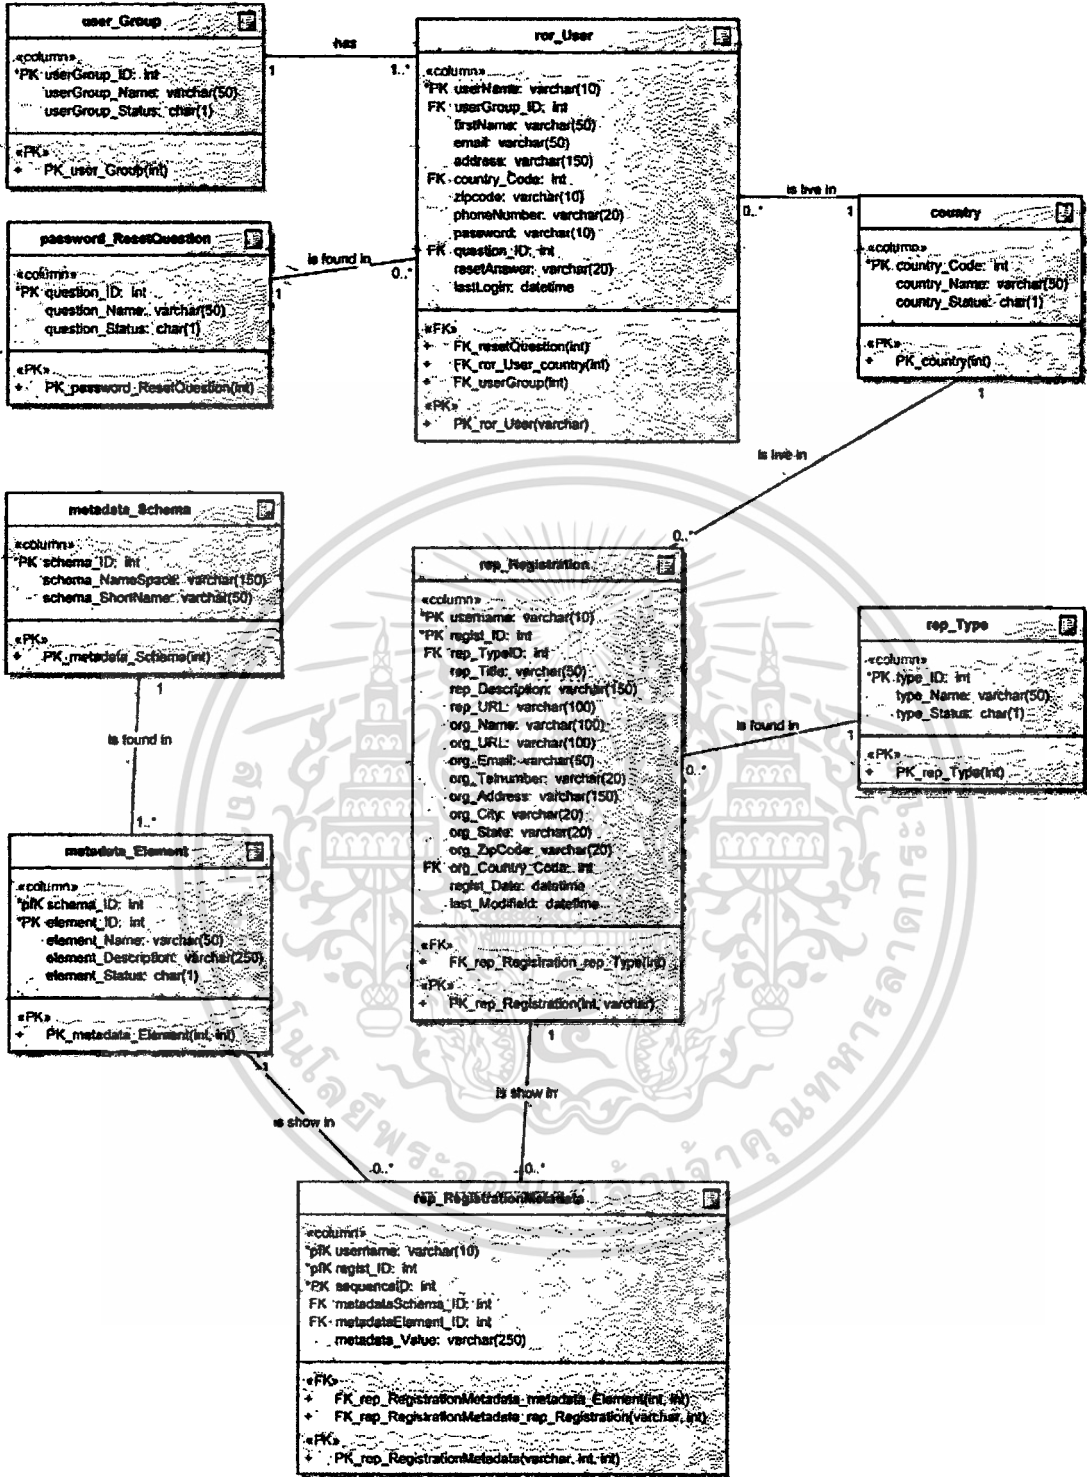 user_Group
«column»
*PK userGroup_ID: int
userGroup_Name: varchar(50)
userGroup_Status: char(1)
«PK»
+ PK_user_Group(int)
has
1
1..*
ror_User
«column»
*PK userName: varchar(10)
FK userGroup_ID: int
firstName: varchar(50)
email: varchar(50)
address: varchar(150)
FK country_Code: int
zipcode: varchar(10)
phoneNumber: varchar(20)
password: varchar(10)
FK question_ID: int
resetAnswer: varchar(20)
lastLogin: datetime
«FK»
+ FK_resetQuestion(int)
+ FK_ror_User_country(int)
+ FK_userGroup(int)
«PK»
+ PK_ror_User(varchar)
password_ResetQuestion
«column»
*PK question_ID: int
question_Name: varchar(50)
question_Status: char(1)
«PK»
+ PK_password_ResetQuestion(int)
is found in
1
0..*
is live in
0..*
1
country
«column»
*PK country_Code: int
country_Name: varchar(50)
country_Status: char(1)
«PK»
+ PK_country(int)
1
is live in
0..*
metadata_Schema
«column»
*PK schema_ID: int
schema_NameSpace: varchar(150)
schema_ShortName: varchar(50)
«PK»
+ PK_metadata_Schema(int)
1
is found in
1..*
rep_Registration
«column»
*PK username: varchar(10)
*PK regist_ID: int
FK rep_TypeID: int
rep_Title: varchar(50)
rep_Description: varchar(150)
rep_URL: varchar(100)
org_Name: varchar(100)
org_URL: varchar(100)
org_Email: varchar(50)
org_Telnumber: varchar(20)
org_Address: varchar(150)
org_City: varchar(20)
org_State: varchar(20)
org_ZipCode: varchar(20)
FK org_Country_Code: int
regist_Date: datetime
last_Modifield: datetime
«FK»
+ FK_rep_Registration_rep_Type(int)
«PK»
+ PK_rep_Registration(int, varchar)
rep_Type
«column»
*PK type_ID: int
type_Name: varchar(50)
type_Status: char(1)
«PK»
+ PK_rep_Type(int)
is found in
0..*
1
metadata_Element
«column»
*pfK schema_ID: int
*PK element_ID: int
element_Name: varchar(50)
element_Description: varchar(250)
element_Status: char(1)
«PK»
+ PK_metadata_Element(int, int)
1
is show in
0..*
1
is show in
0..*
rep_RegistrationMetadata
«column»
*pfK username: varchar(10)
*pfK regist_ID: int
*PK sequenceID: int
FK metadataSchema_ID: int
FK metadataElement_ID: int
metadata_Value: varchar(250)
«FK»
+ FK_rep_RegistrationMetadata_metadata_Element(int, int)
+ FK_rep_RegistrationMetadata_rep_Registration(varchar, int)
«PK»
+ PK_rep_RegistrationMetadata(varchar, int, int)